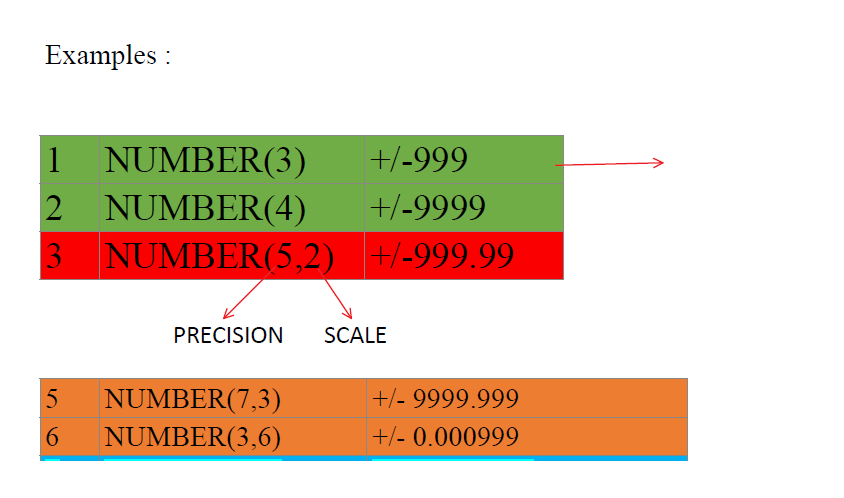 Examples :
1 NUMBER(3) +/-999
2 NUMBER(4) +/-9999
3 NUMBER(5,2) +/-999.99
PRECISION SCALE
5 NUMBER(7,3) +/- 9999.999
6 NUMBER(3,6) +/- 0.000999